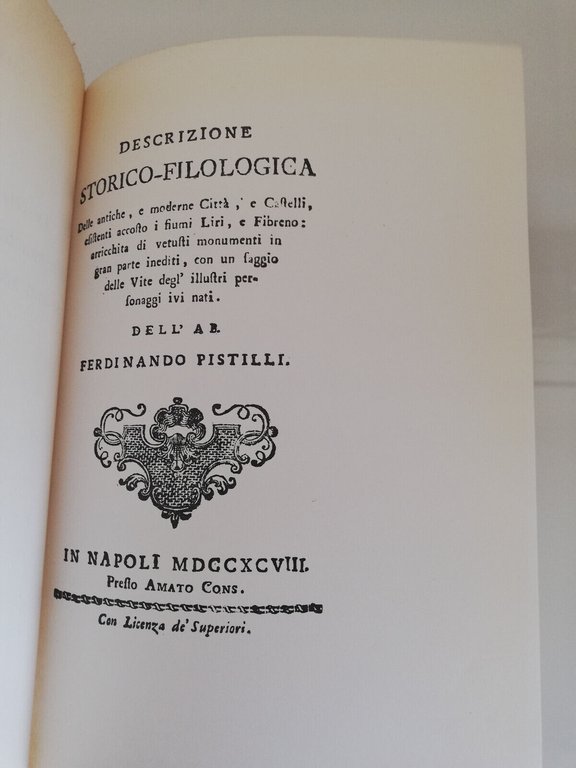 DESCRIZIONE
STORICO-FILOLOGICA
Delle antiche, e moderne Città, e Castelli,
esistenti accosto i fiumi Liri, e Fibreno:
arricchita di vetusti monumenti in
gran parte inediti, con un saggio
delle Vite degl' illustri per-
sonaggi ivi nati.
DELL' AB.
FERDINANDO PISTILLI.
IN NAPOLI MDCCXCVIII.
Presso AMATO CONS.
Con Licenza de' Superiori.